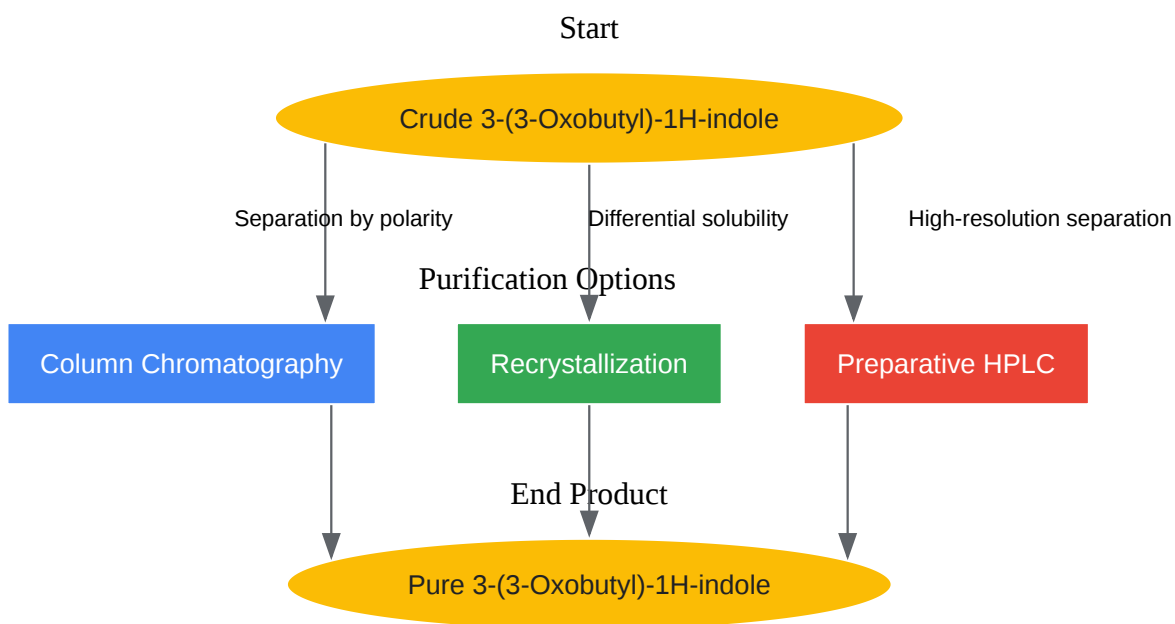 Start
Crude 3-(3-Oxobutyl)-1H-indole
Separation by polarity
Differential solubility
High-resolution separation
Purification Options
Column Chromatography
Recrystallization
Preparative HPLC
End Product
Pure 3-(3-Oxobutyl)-1H-indole